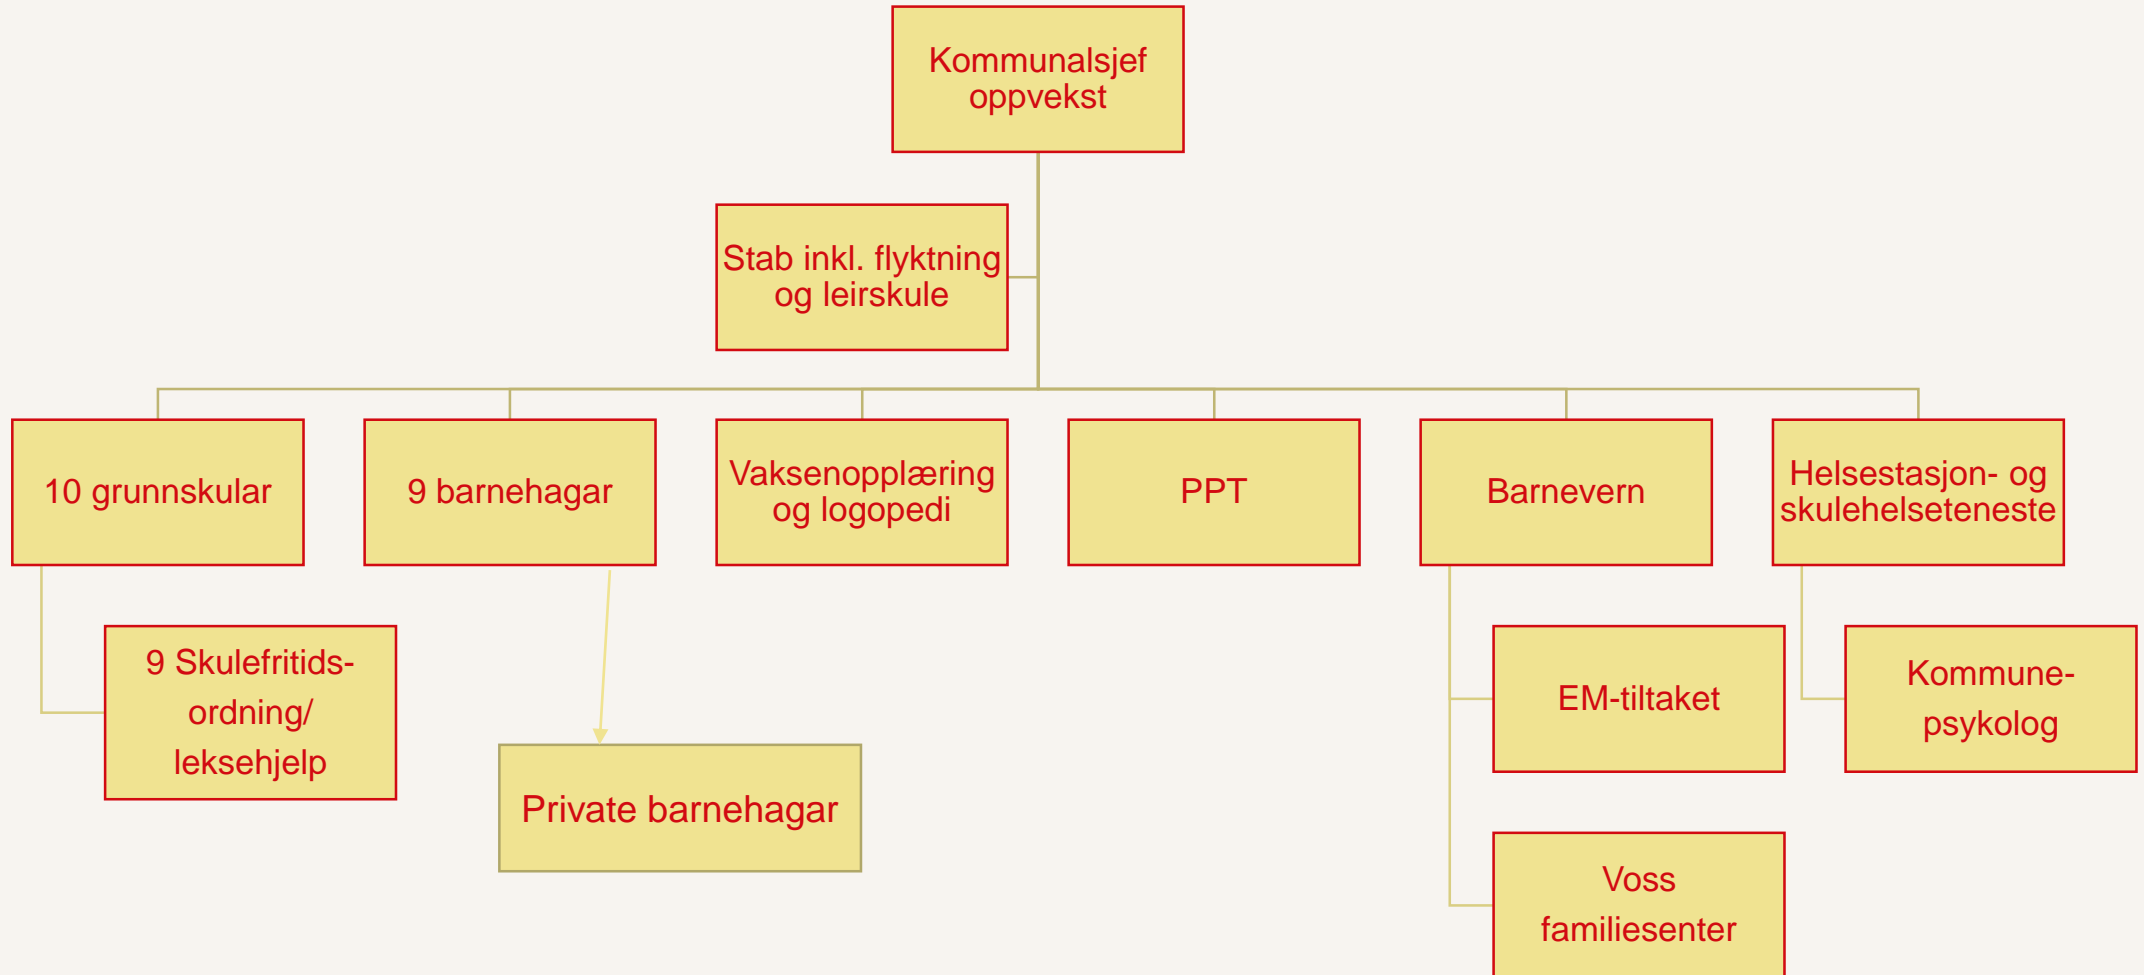 Kommunalsjef
oppvekst
Stab inkl. flyktning
og leirskule
10 grunnskular
9 barnehagar
Vaksenopplæring
og logopedi
PPT
Barnevern
Helsestasjon- og
skulehelseteneste
9 Skulefritids-
ordning/
leksehjelp
Private barnehagar
EM-tiltaket
Voss
familiesenter
Kommune-
psykolog